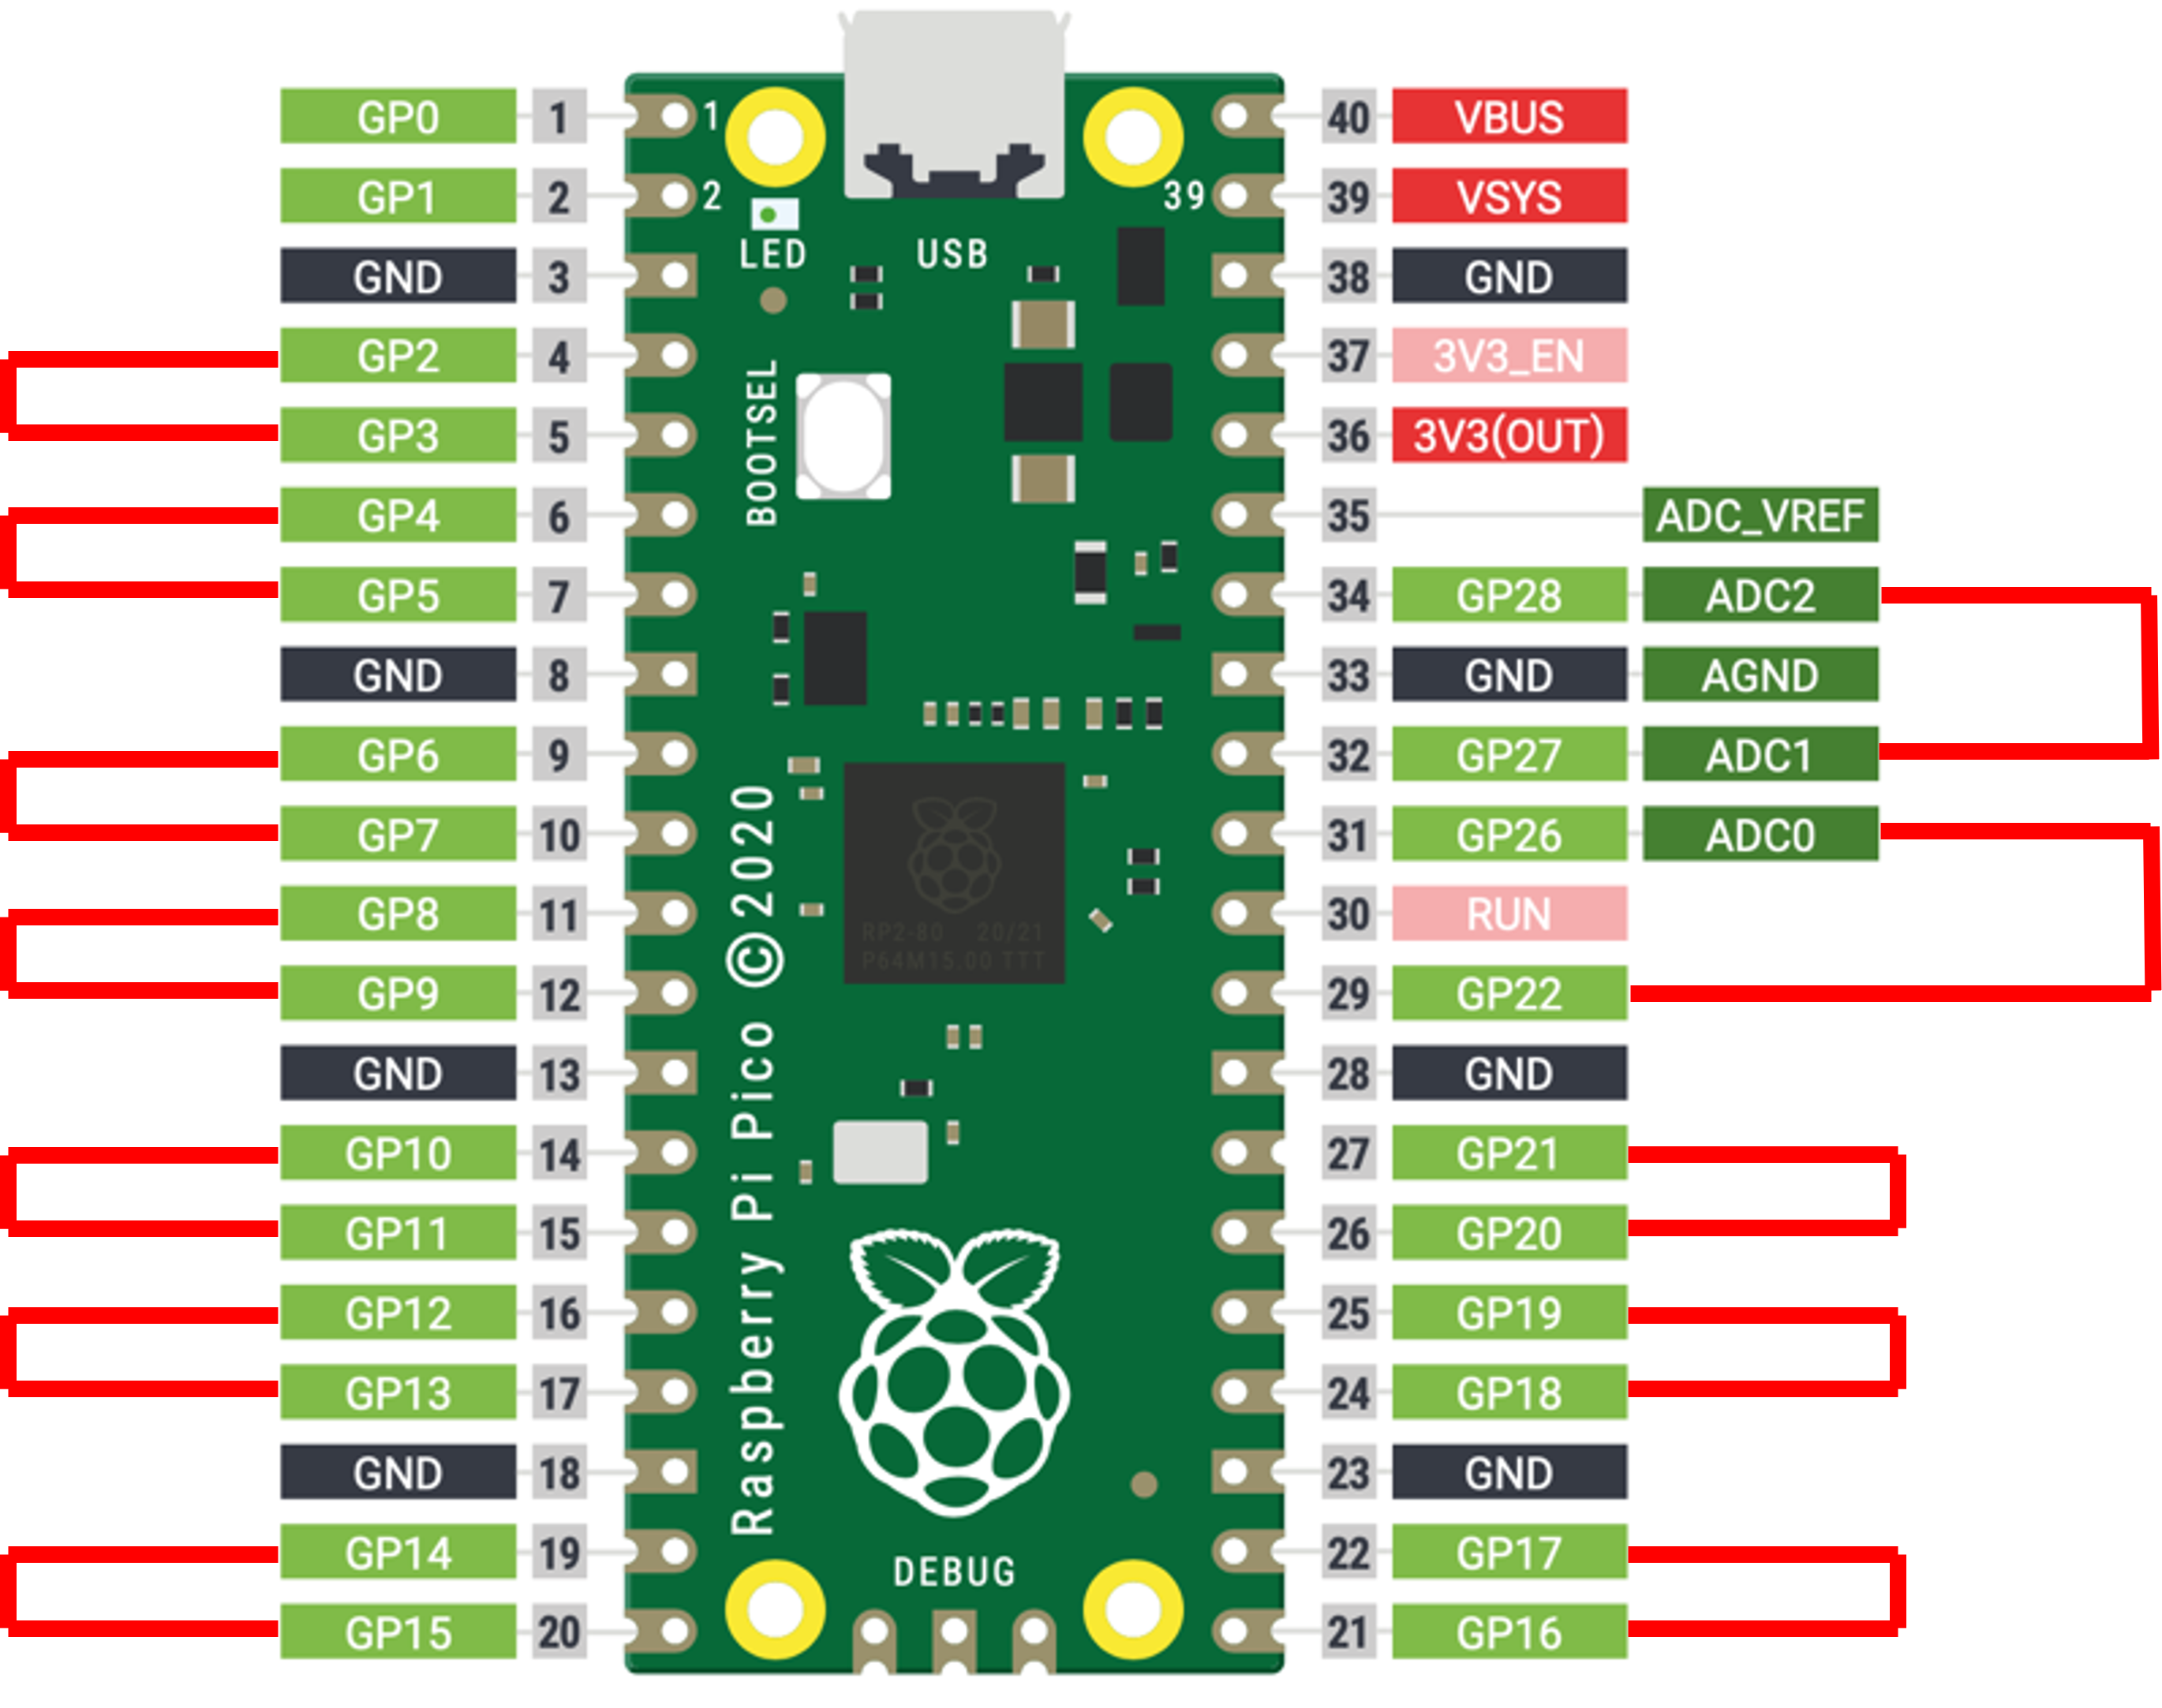 GP0 1 1 40 VBUS
GP1 2 2 39 39 VSYS
LED USB
GND 3 38 GND
GP2 4 37 3V3_EN
BOOTSEL
GP3 5 36 3V3(OUT)
GP4 6 35 ADC_VREF
GP5 7 34 GP28 ADC2
GND 8 33 GND AGND
GP6 9 32 GP27 ADC1
GP7 10 31 GP26 ADC0
GP8 11 30 RUN
RP2-80 20/21
P64M15.00 TTT
GP9 12 29 GP22
GND 13 28 GND
Raspberry Pi Pico ©2020
GP10 14 27 GP21
GP11 15 26 GP20
GP12 16 25 GP19
GP13 17 24 GP18
GND 18 23 GND
GP14 19 22 GP17
DEBUG
GP15 20 21 GP16